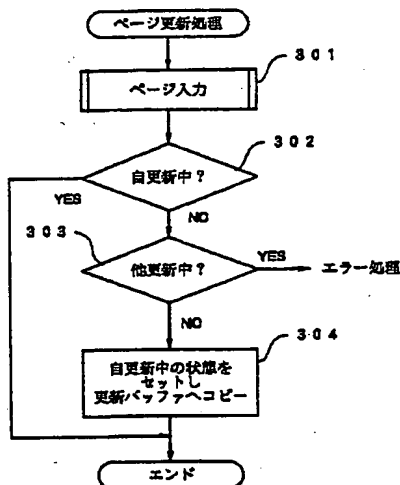 ページ更新処理
301
ページ入力
302
自更新中?
YES
NO
303
他更新中?
YES
エラー処理
NO
304
自更新中の状態を
セットし
更新バッファへコピー
エンド